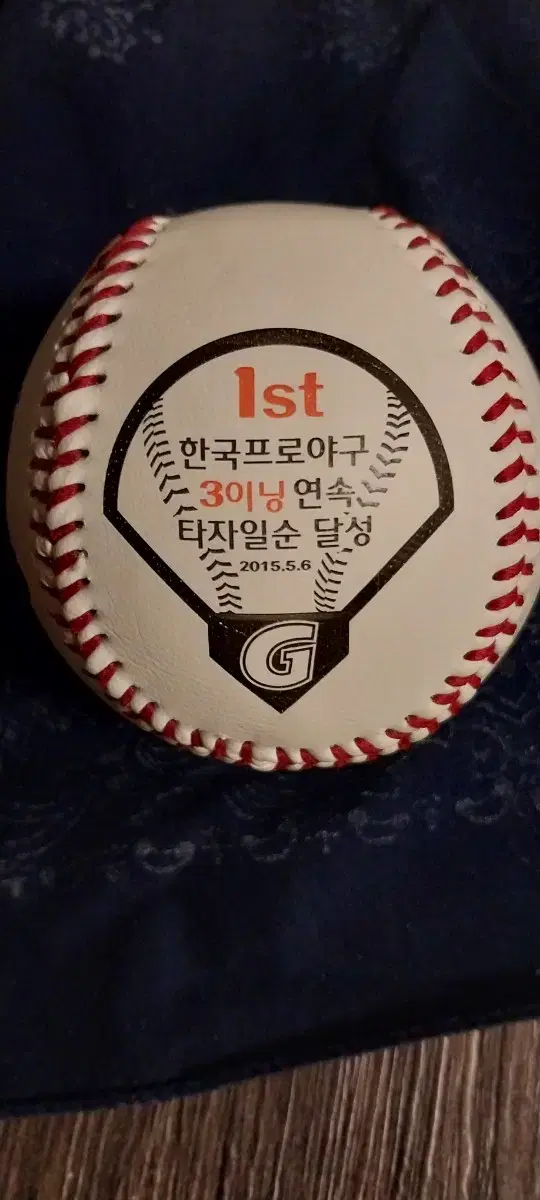 1st
한국프로야구
3이닝 연속
타자일순 달성
2015.5.6
G